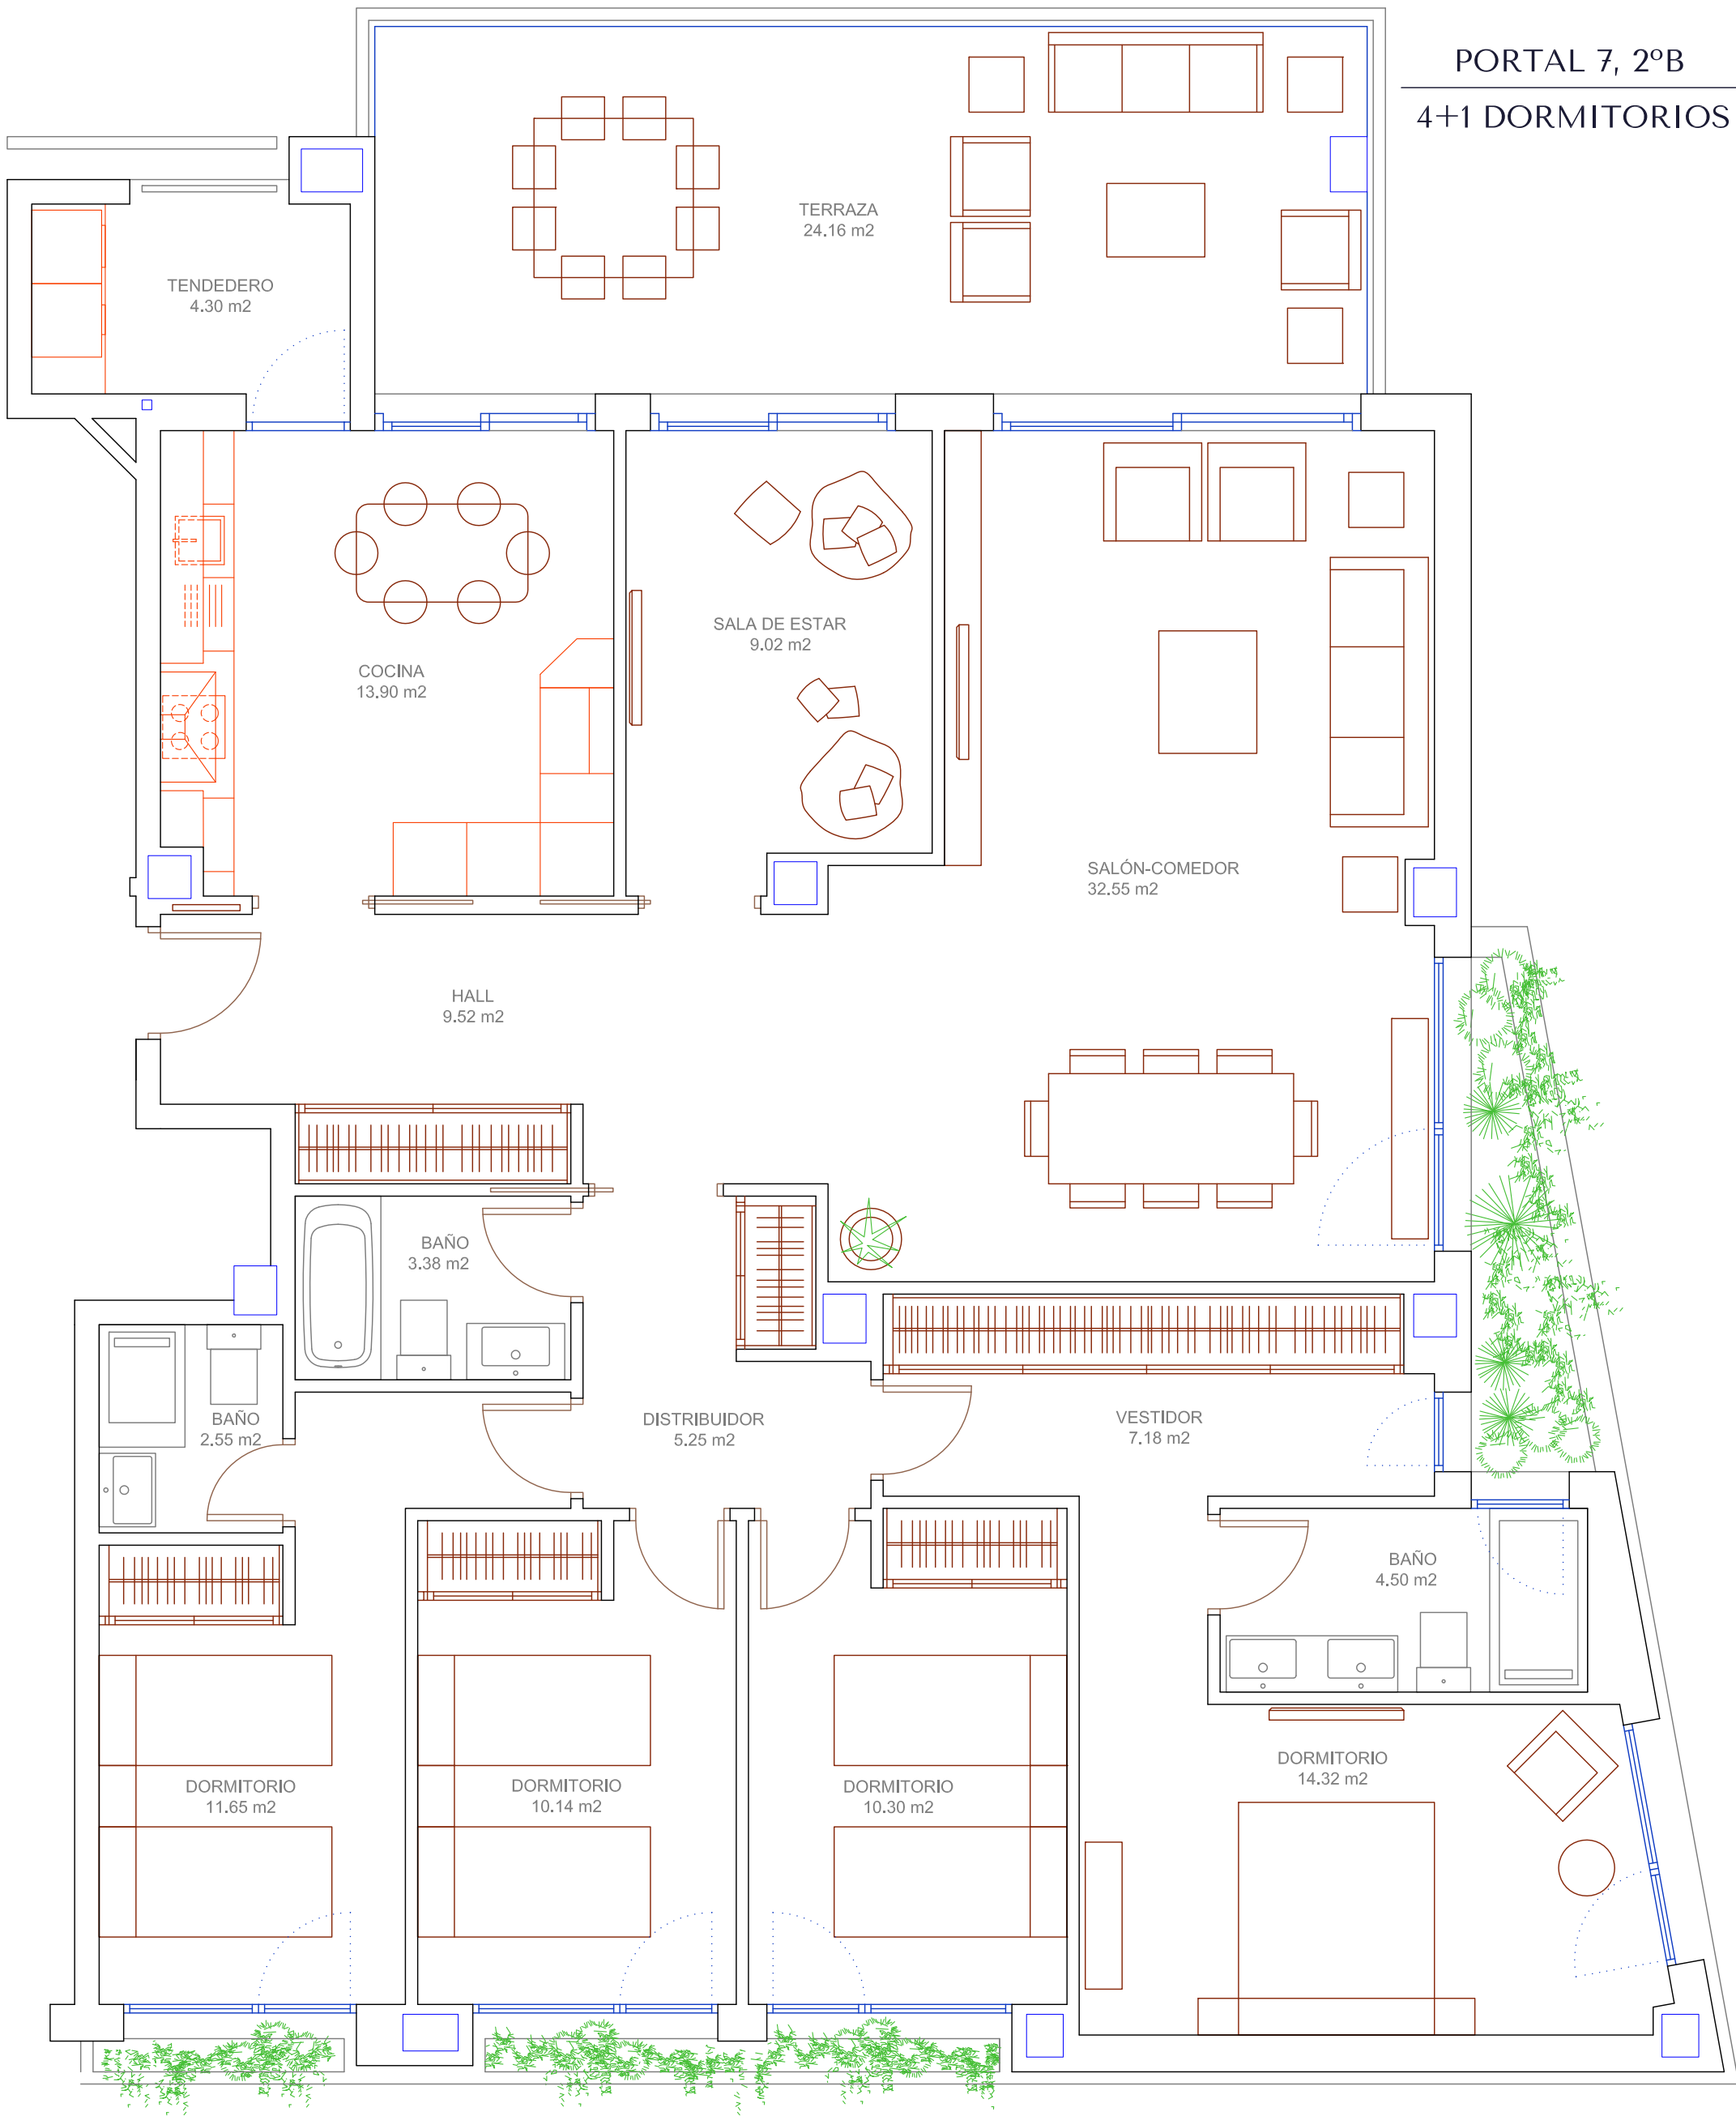 PORTAL 7, 2ºB
4+1 DORMITORIOS
TERRAZA
24.16 m2
TENDEDERO
4.30 m2
SALA DE ESTAR
9.02 m2
COCINA
13.90 m2
SALÓN-COMEDOR
32.55 m2
HALL
9.52 m2
BAÑO
3.38 m2
BAÑO
2.55 m2
DISTRIBUIDOR
5.25 m2
VESTIDOR
7.18 m2
BAÑO
4.50 m2
DORMITORIO
11.65 m2
DORMITORIO
10.14 m2
DORMITORIO
10.30 m2
DORMITORIO
14.32 m2